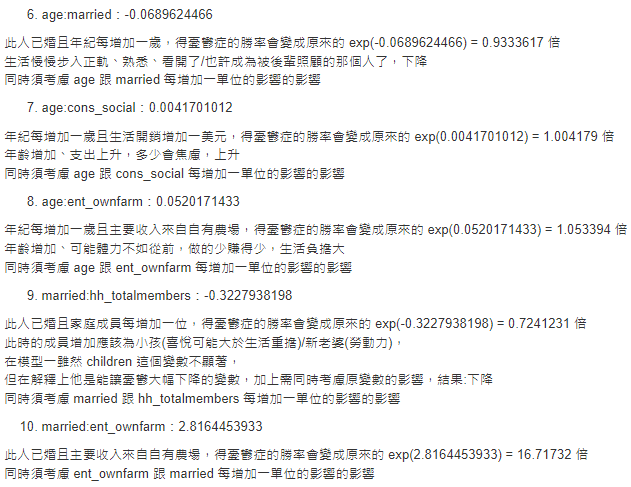 6. age:married：-0.0689624466
此人已婚且年紀每增加一歲，得憂鬱症的勝率會變成原來的 exp(-0.0689624466) = 0.9333617 倍
生活慢慢步入正軌、熟悉、看開了/也許成為被後輩照顧的那個人了，下降
同時須考慮 age 跟 married 每增加一單位的影響的影響
7. age:cons_social：0.0041701012
年紀每增加一歲且生活開銷增加一美元，得憂鬱症的勝率會變成原來的 exp(0.0041701012) = 1.004179 倍
年齡增加、支出上升，多少會焦慮，上升
同時須考慮 age 跟 cons_social 每增加一單位的影響的影響
8. age:ent_ownfarm：0.0520171433
年紀每增加一歲且主要收入來自自有農場，得憂鬱症的勝率會變成原來的 exp(0.0520171433) = 1.053394 倍
年齡增加、可能體力不如從前，做的少賺得少，生活負擔大
同時須考慮 age 跟 ent_ownfarm 每增加一單位的影響的影響
9. married:hh_totalmembers：-0.3227938198
此人已婚且家庭成員每增加一位，得憂鬱症的勝率會變成原來的 exp(-0.3227938198) = 0.7241231 倍
此時的成員增加應該為小孩(喜悅可能大於生活重擔)/新老婆(勞動力)，
在模型一雖然 children 這個變數不顯著，
但在解釋上他是能讓憂鬱大幅下降的變數，加上需同時考慮原變數的影響，結果:下降
同時須考慮 married 跟 hh_totalmembers 每增加一單位的影響的影響
10. married:ent_ownfarm：2.8164453933
此人已婚且主要收入來自自有農場，得憂鬱症的勝率會變成原來的 exp(2.8164453933) = 16.71732 倍
同時須考慮 ent_ownfarm 跟 married 每增加一單位的影響的影響